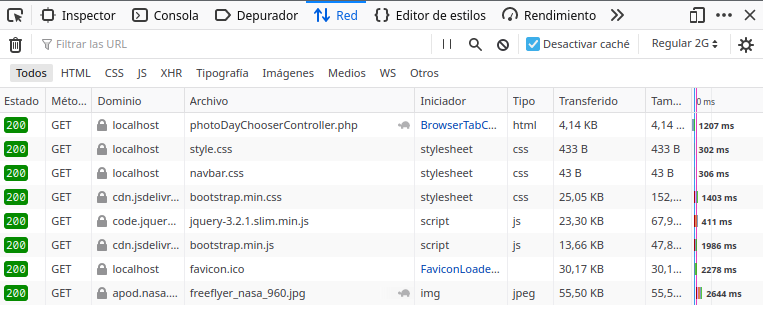 Inspector Consola Depurador Red Editor de estilos Rendimiento
Filtrar las URL Desactivar caché Regular 2G
Todos HTML CSS JS XHR Tipografía Imágenes Medios WS Otros
Estado Méto... Dominio Archivo Iniciador Tipo Transferido Tam... 0 ms
200 GET localhost photoDayChooserController.php BrowserTabC... html 4,14 KB 4,14 ... 1207 ms
200 GET localhost style.css stylesheet css 433 B 433 B 302 ms
200 GET localhost navbar.css stylesheet css 43 B 43 B 306 ms
200 GET cdn.jsdelivr... bootstrap.min.css stylesheet css 25,05 KB 152,... 1403 ms
200 GET code.jquer... jquery-3.2.1.slim.min.js script js 23,30 KB 67,9... 411 ms
200 GET cdn.jsdelivr... bootstrap.min.js script js 13,66 KB 47,8... 1986 ms
200 GET localhost favicon.ico FaviconLoade... 30,17 KB 30,1... 2278 ms
200 GET apod.nasa.... freeflyer_nasa_960.jpg img jpeg 55,50 KB 55,5... 2644 ms